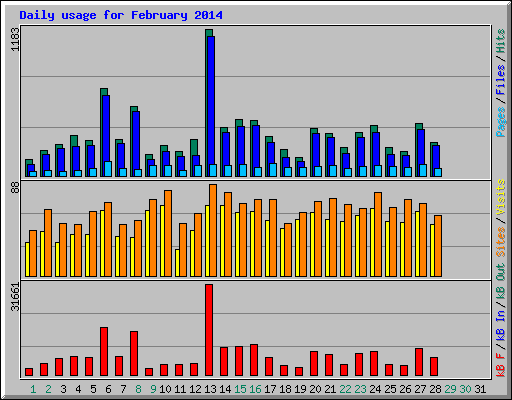 Daily usage for February 2014
1183
Pages / Files / Hits
88
Sites / Visits
31661
kB F / kB In / kB Out
1 2 3 4 5 6 7 8 9 10 11 12 13 14 15 16 17 18 19 20 21 22 23 24 25 26 27 28 29 30 31